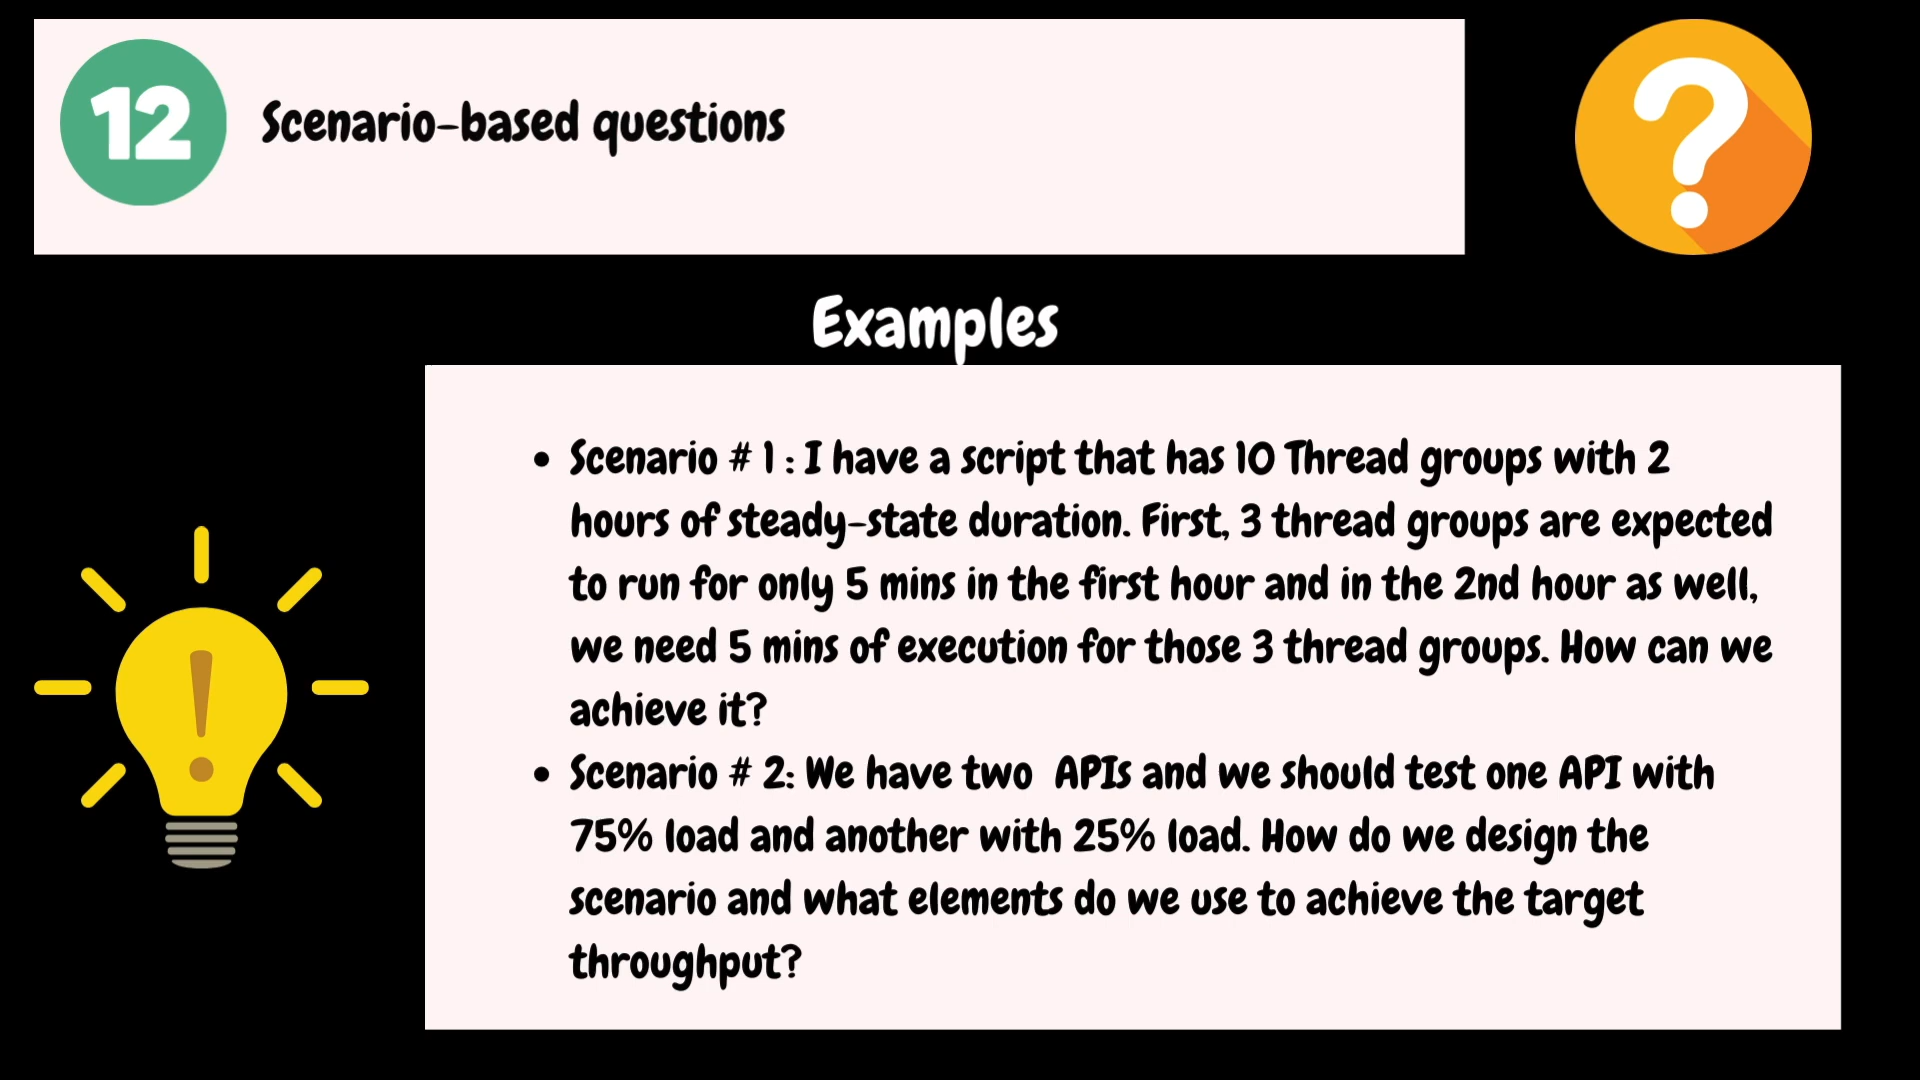 12
Scenario-based questions
?
Examples
• Scenario # 1 : I have a script that has 10 Thread groups with 2
hours of steady-state duration. First, 3 thread groups are expected
to run for only 5 mins in the first hour and in the 2nd hour as well,
we need 5 mins of execution for those 3 thread groups. How can we
achieve it?
• Scenario # 2: We have two APIs and we should test one API with
75% load and another with 25% load. How do we design the
scenario and what elements do we use to achieve the target
throughput?
!